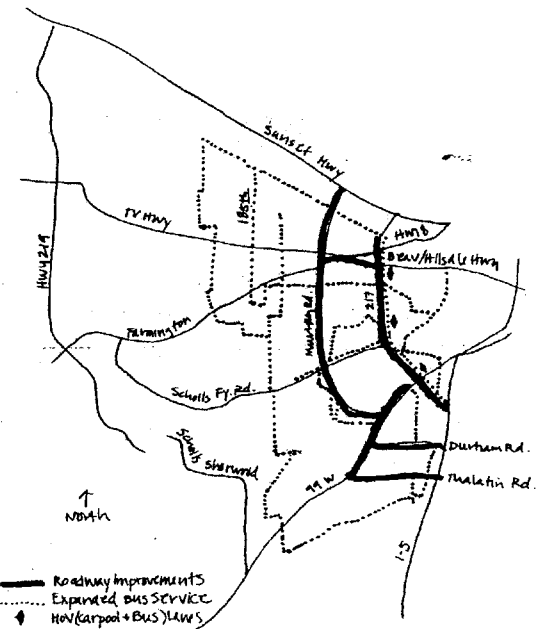 Sunset Hwy
185th
TV Hwy
HWY 8
BEAV/Hillsdale Hwy
HWY 219
Murray Rd.
217
Farmington
Scholls Fy. Rd.
Scholls
Sherwood
99W
Durham Rd.
Tualatin Rd.
I-5
North
Roadway Improvements
Expanded Bus Service
HOV (carpool + Bus) Lanes